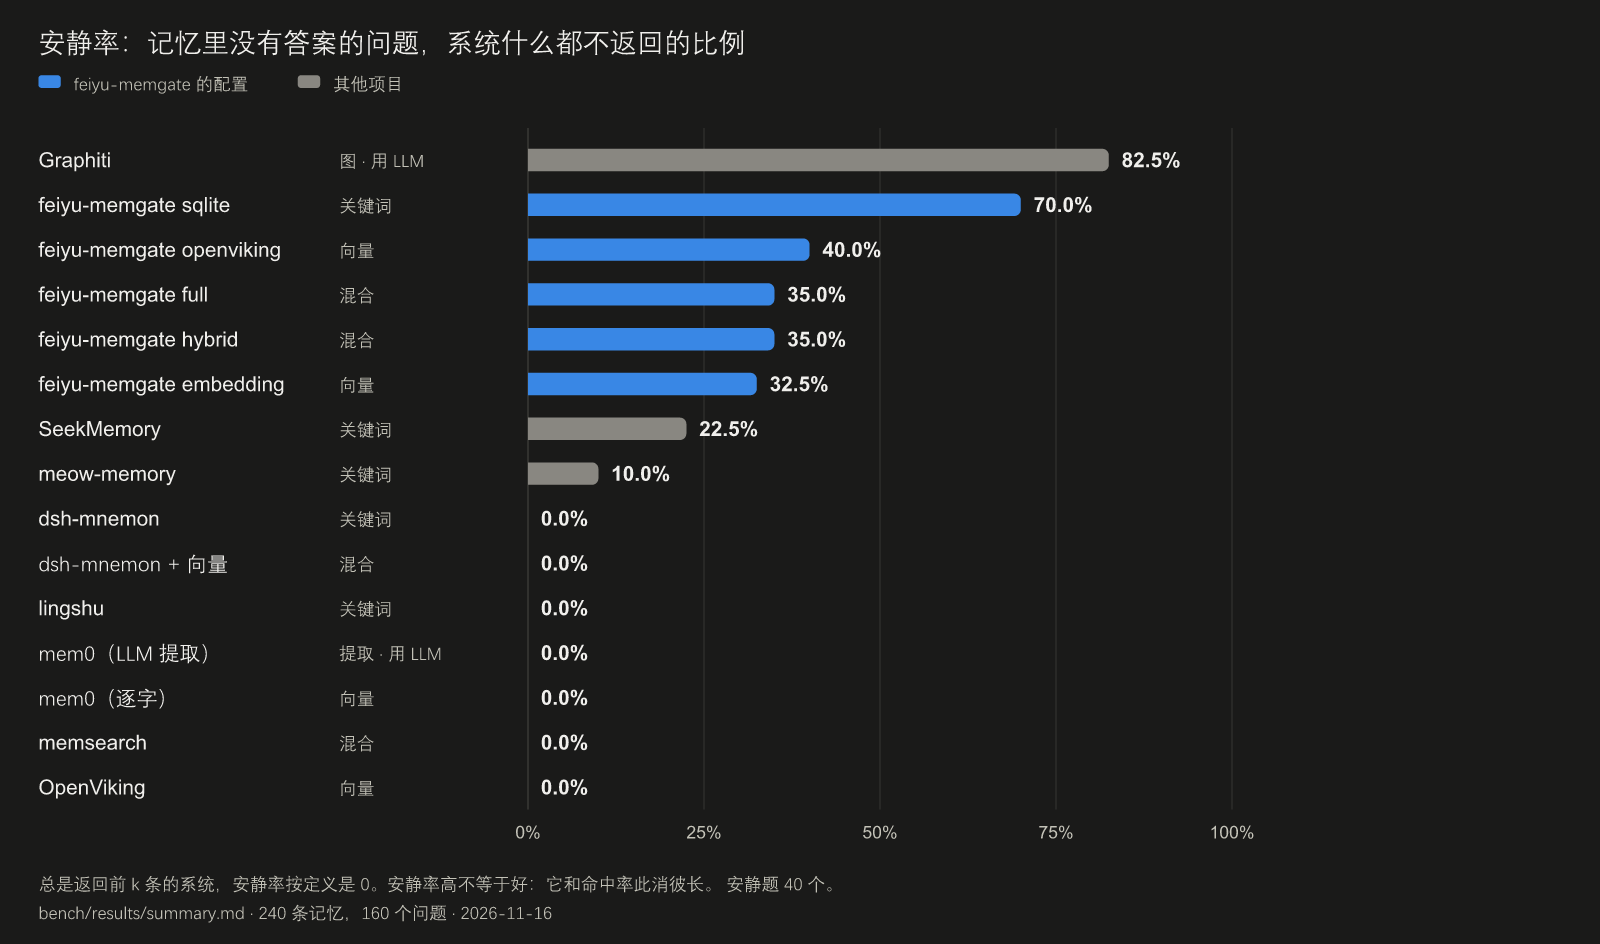 安静率：记忆里没有答案的问题，系统什么都不返回的比例
feiyu-memgate 的配置 其他项目
Graphiti 图 · 用 LLM 82.5%
feiyu-memgate sqlite 关键词 70.0%
feiyu-memgate openviking 向量 40.0%
feiyu-memgate full 混合 35.0%
feiyu-memgate hybrid 混合 35.0%
feiyu-memgate embedding 向量 32.5%
SeekMemory 关键词 22.5%
meow-memory 关键词 10.0%
dsh-mnemon 关键词 0.0%
dsh-mnemon + 向量 混合 0.0%
lingshu 关键词 0.0%
mem0（LLM 提取） 提取 · 用 LLM 0.0%
mem0（逐字） 向量 0.0%
memsearch 混合 0.0%
OpenViking 向量 0.0%
0% 25% 50% 75% 100%
总是返回前 k 条的系统，安静率按定义是 0。安静率高不等于好：它和命中率此消彼长。 安静题 40 个。
bench/results/summary.md · 240 条记忆，160 个问题 · 2026-11-16